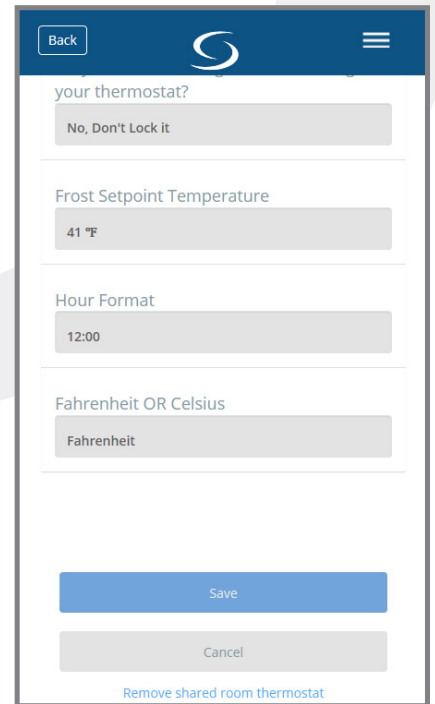 Back
your thermostat?
No, Don't Lock it
Frost Setpoint Temperature
41 °F
Hour Format
12:00
Fahrenheit OR Celsius
Fahrenheit
Save
Cancel
Remove shared room thermostat